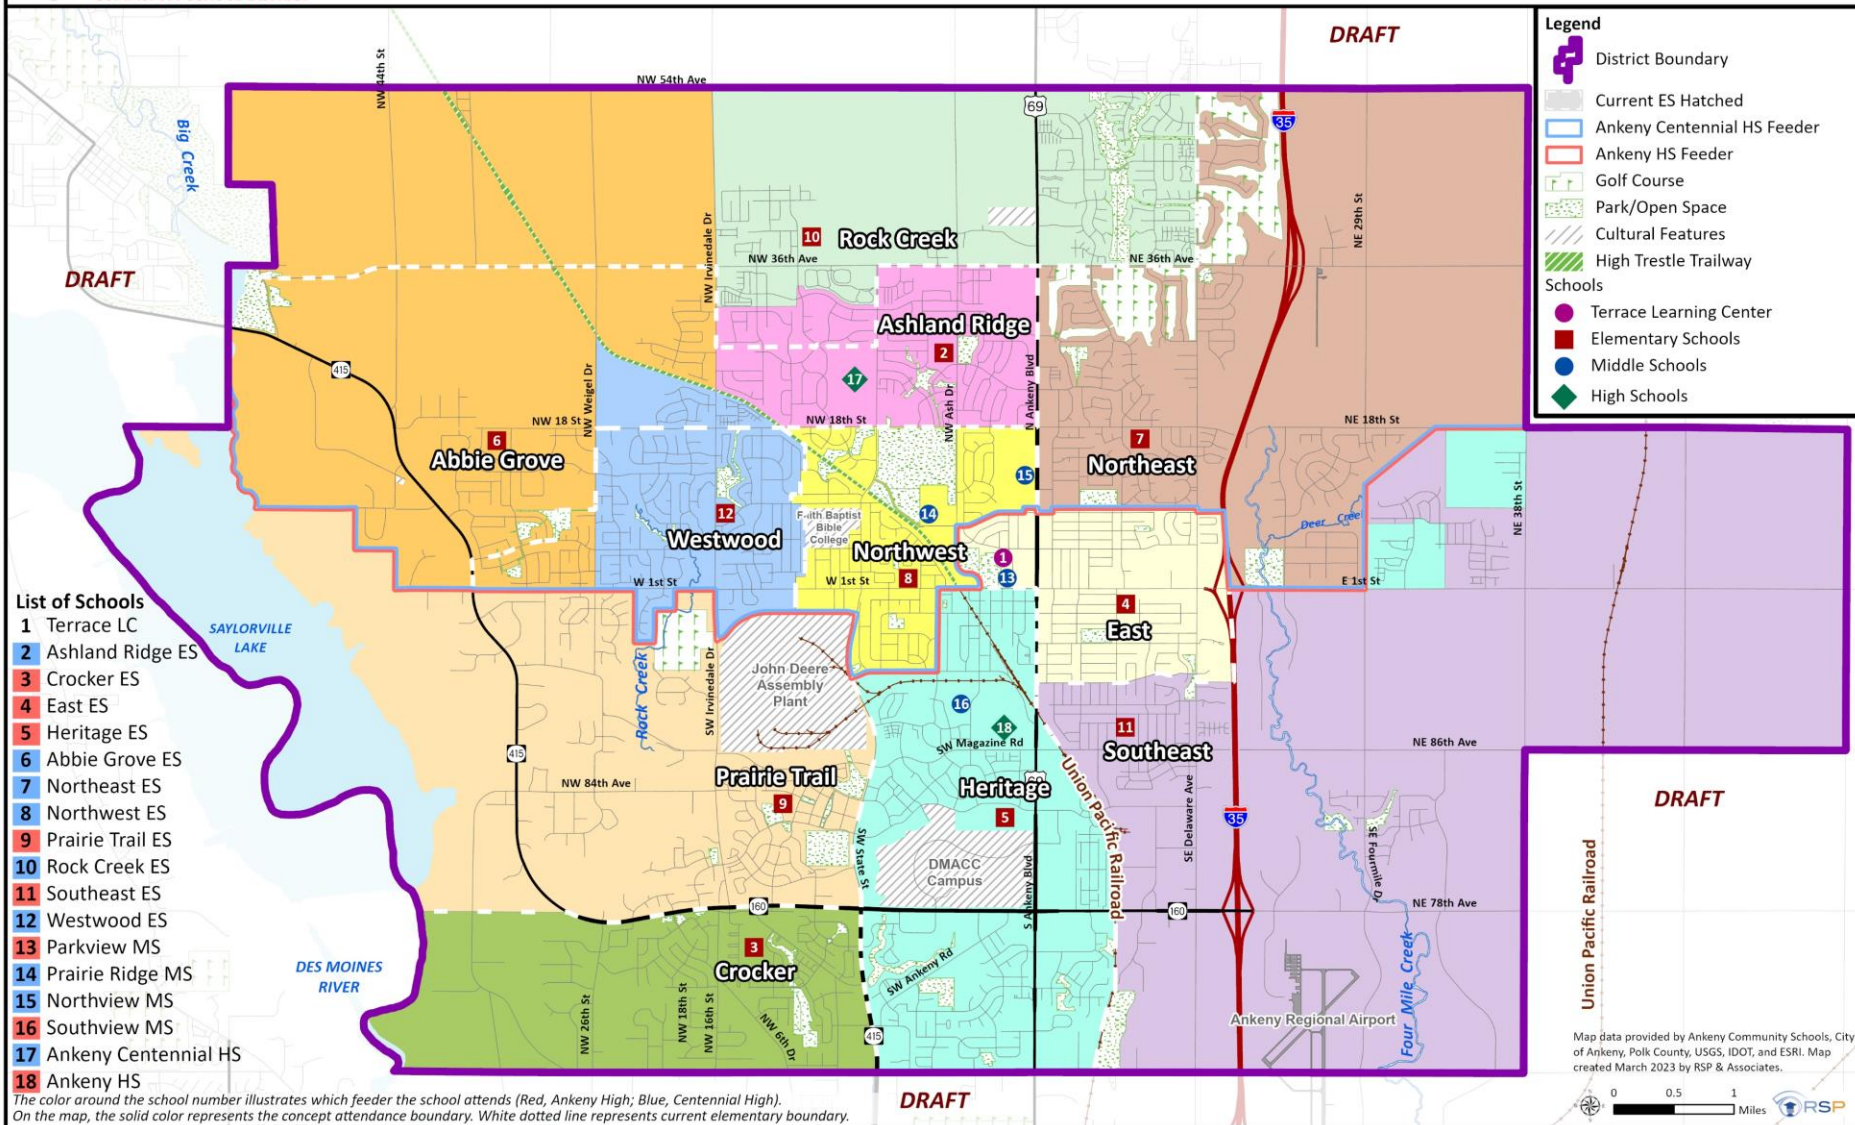 DRAFT
Legend
District Boundary
Current ES Hatched
Ankeny Centennial HS Feeder
Ankeny HS Feeder
Golf Course
Park/Open Space
Cultural Features
High Trestle Trailway
Schools
Terrace Learning Center
Elementary Schools
Middle Schools
High Schools
NW 44th St
NW 54th Ave
69
35
Big Creek
NE 29th St
NW Irvinedale Dr
10
Rock Creek
NW 36th Ave
NE 36th Ave
DRAFT
Ashland Ridge
2
17
415
NW Weigel Dr
N Ankeny Blvd
NW Ash Dr
NW 18 St
NW 18th St
NE 18th St
6
Abbie Grove
7
Northeast
15
12
Westwood
14
Faith Baptist
Bible
College
Northwest
8
1
13
Deer Creek
NE 38th St
W 1st St
W 1st St
E 1st St
4
East
SAYLORVILLE
LAKE
Rock Creek
SW Irvinedale Dr
John Deere
Assembly
Plant
SE Delaware Ave
16
18
SW Magazine Rd
11
Southeast
415
NE 86th Ave
NW 84th Ave
Prairie Trail
9
Heritage
69
5
Union Pacific Railroad
35
DRAFT
SW State St
DMACC
Campus
S Ankeny Blvd
SE Fourmile Dr
Union Pacific Railroad
160
160
NE 78th Ave
3
Crocker
DES MOINES
RIVER
NW 26th St
NW 18th St
NW 16th St
NW 6th Dr
SW Ankeny Rd
415
Ankeny Regional Airport
Four Mile Creek
List of Schools
1 Terrace LC
2 Ashland Ridge ES
3 Crocker ES
4 East ES
5 Heritage ES
6 Abbie Grove ES
7 Northeast ES
8 Northwest ES
9 Prairie Trail ES
10 Rock Creek ES
11 Southeast ES
12 Westwood ES
13 Parkview MS
14 Prairie Ridge MS
15 Northview MS
16 Southview MS
17 Ankeny Centennial HS
18 Ankeny HS
The color around the school number illustrates which feeder the school attends (Red, Ankeny High; Blue, Centennial High).
On the map, the solid color represents the concept attendance boundary. White dotted line represents current elementary boundary.
DRAFT
Map data provided by Ankeny Community Schools, City
of Ankeny, Polk County, USGS, IDOT, and ESRI. Map
created March 2023 by RSP & Associates.
0 0.5 1
Miles
RSP